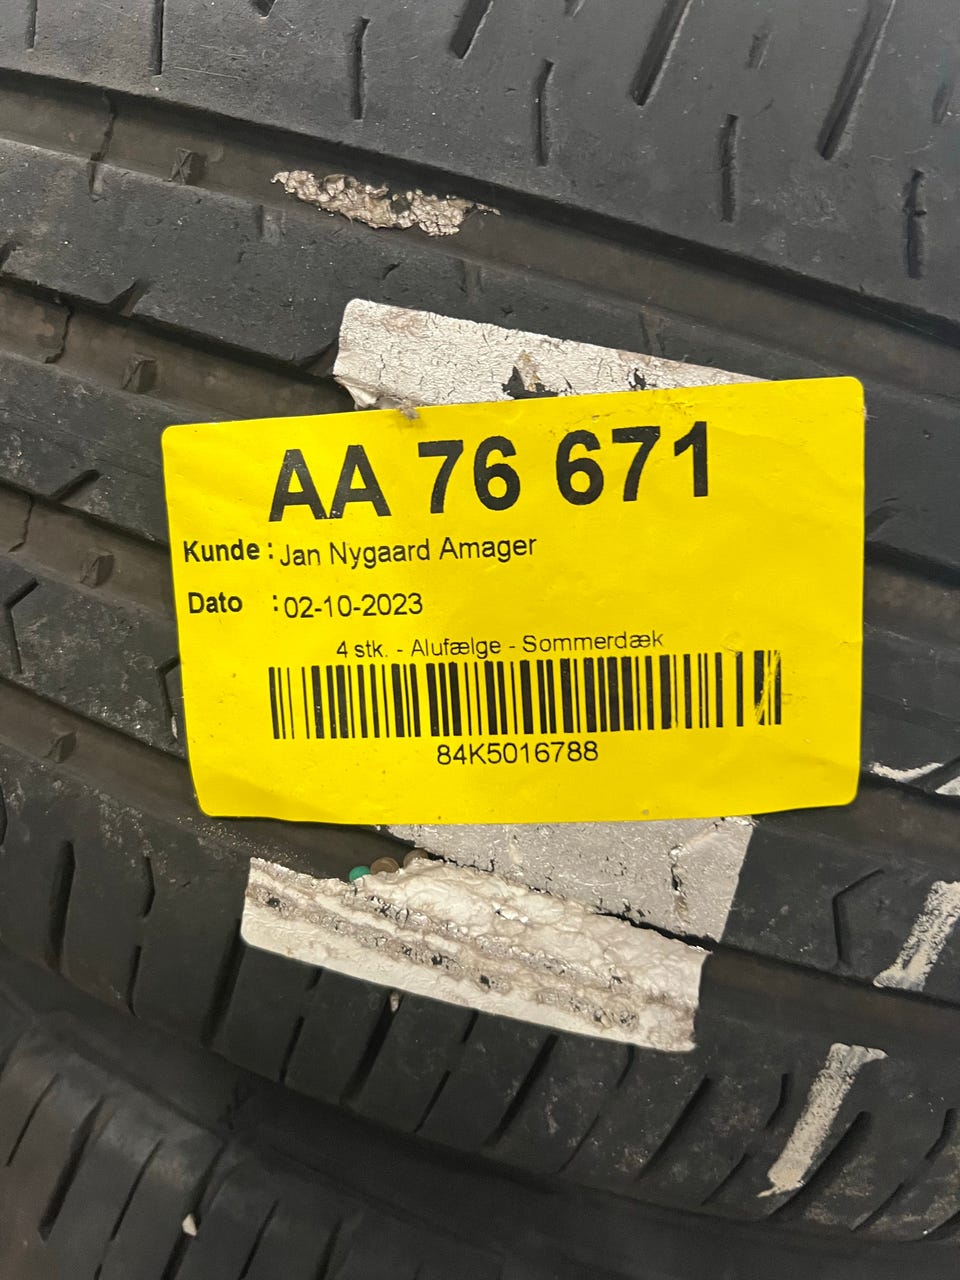 AA 76 671
Kunde : Jan Nygaard Amager
Dato : 02-10-2023
4 stk. - Alufælge - Sommerdæk
84K5016788